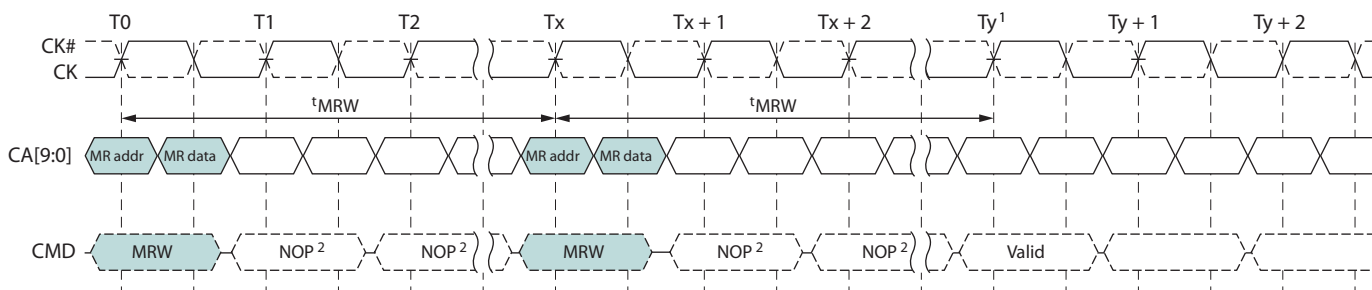 T0 T1 T2 Tx Tx + 1 Tx + 2 Ty 1 Ty + 1 Ty + 2
CK#
CK
tMRW tMRW
CA[9:0] MR addr MR data MR addr MR data
CMD MRW NOP 2 NOP 2 MRW NOP 2 NOP 2 Valid